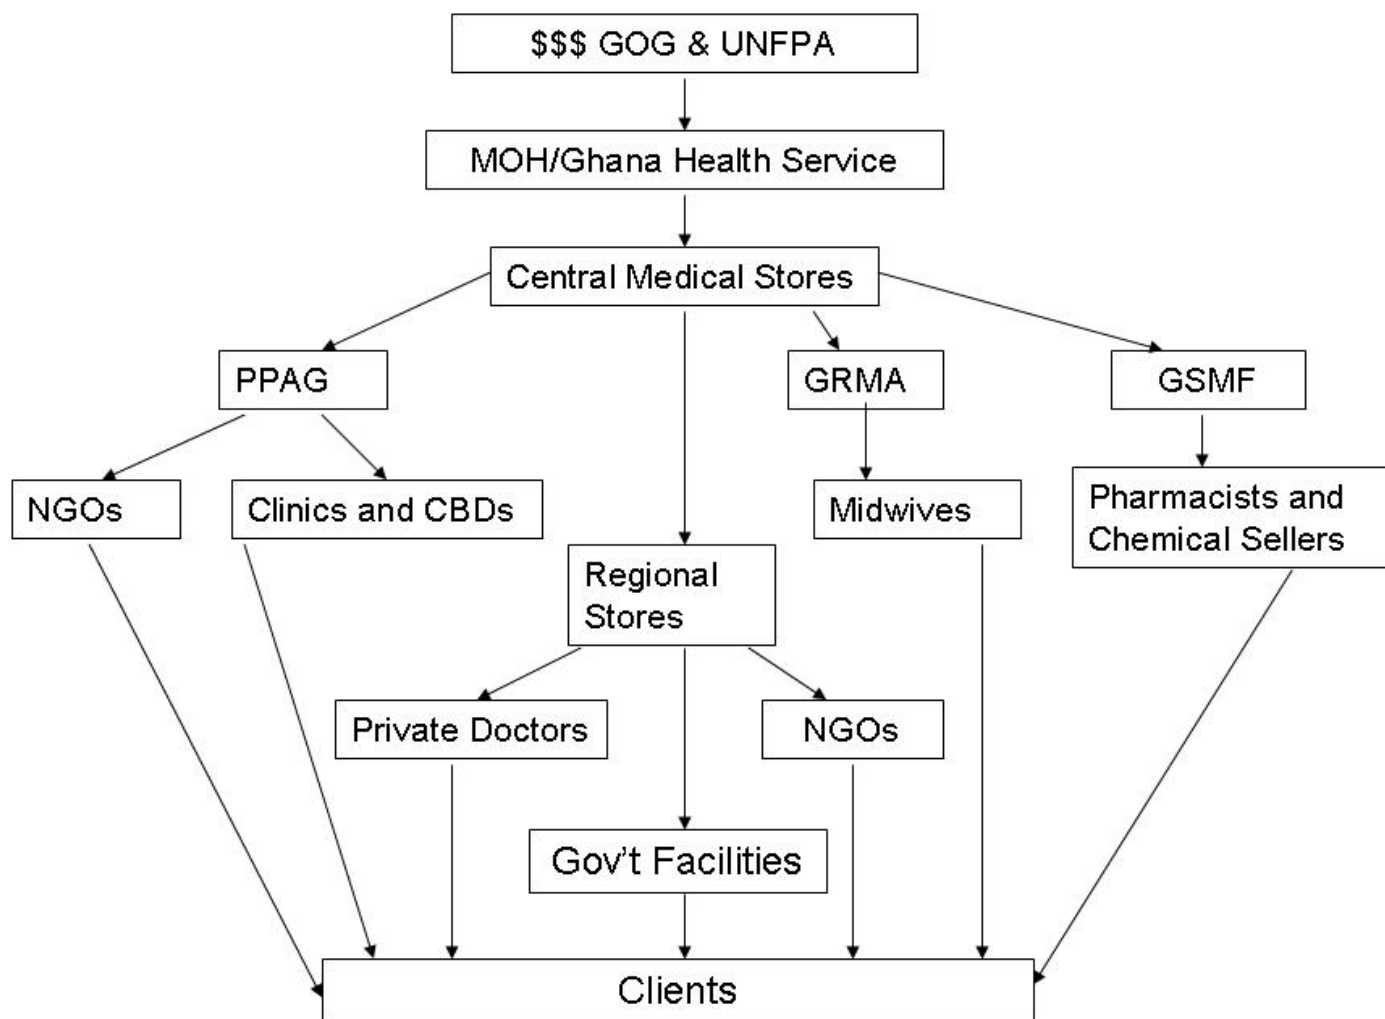 $$$ GOG & UNFPA
MOH/Ghana Health Service
Central Medical Stores
PPAG
GRMA
GSMF
NGOs
Clinics and CBDs
Midwives
Pharmacists and
Chemical Sellers
Regional
Stores
Private Doctors
NGOs
Gov’t Facilities
Clients